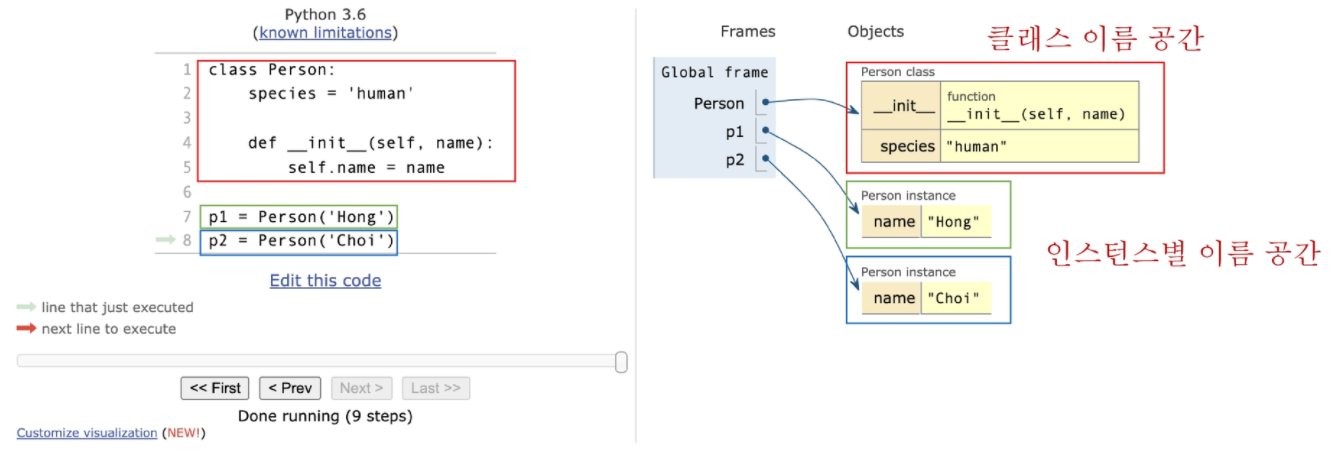 Python 3.6
(known limitations)
1 class Person:
2     species = 'human'
3
4     def __init__(self, name):
5         self.name = name
6
7 p1 = Person('Hong')
8 p2 = Person('Choi')
Edit this code
line that just executed
next line to execute
<< First < Prev Next > Last >>
Done running (9 steps)
Customize visualization (NEW!)
Frames Objects
클래스 이름 공간
Global frame
Person
p1
p2
Person class
__init__ function
__init__(self, name)
species "human"
Person instance
name "Hong"
인스턴스별 이름 공간
Person instance
name "Choi"